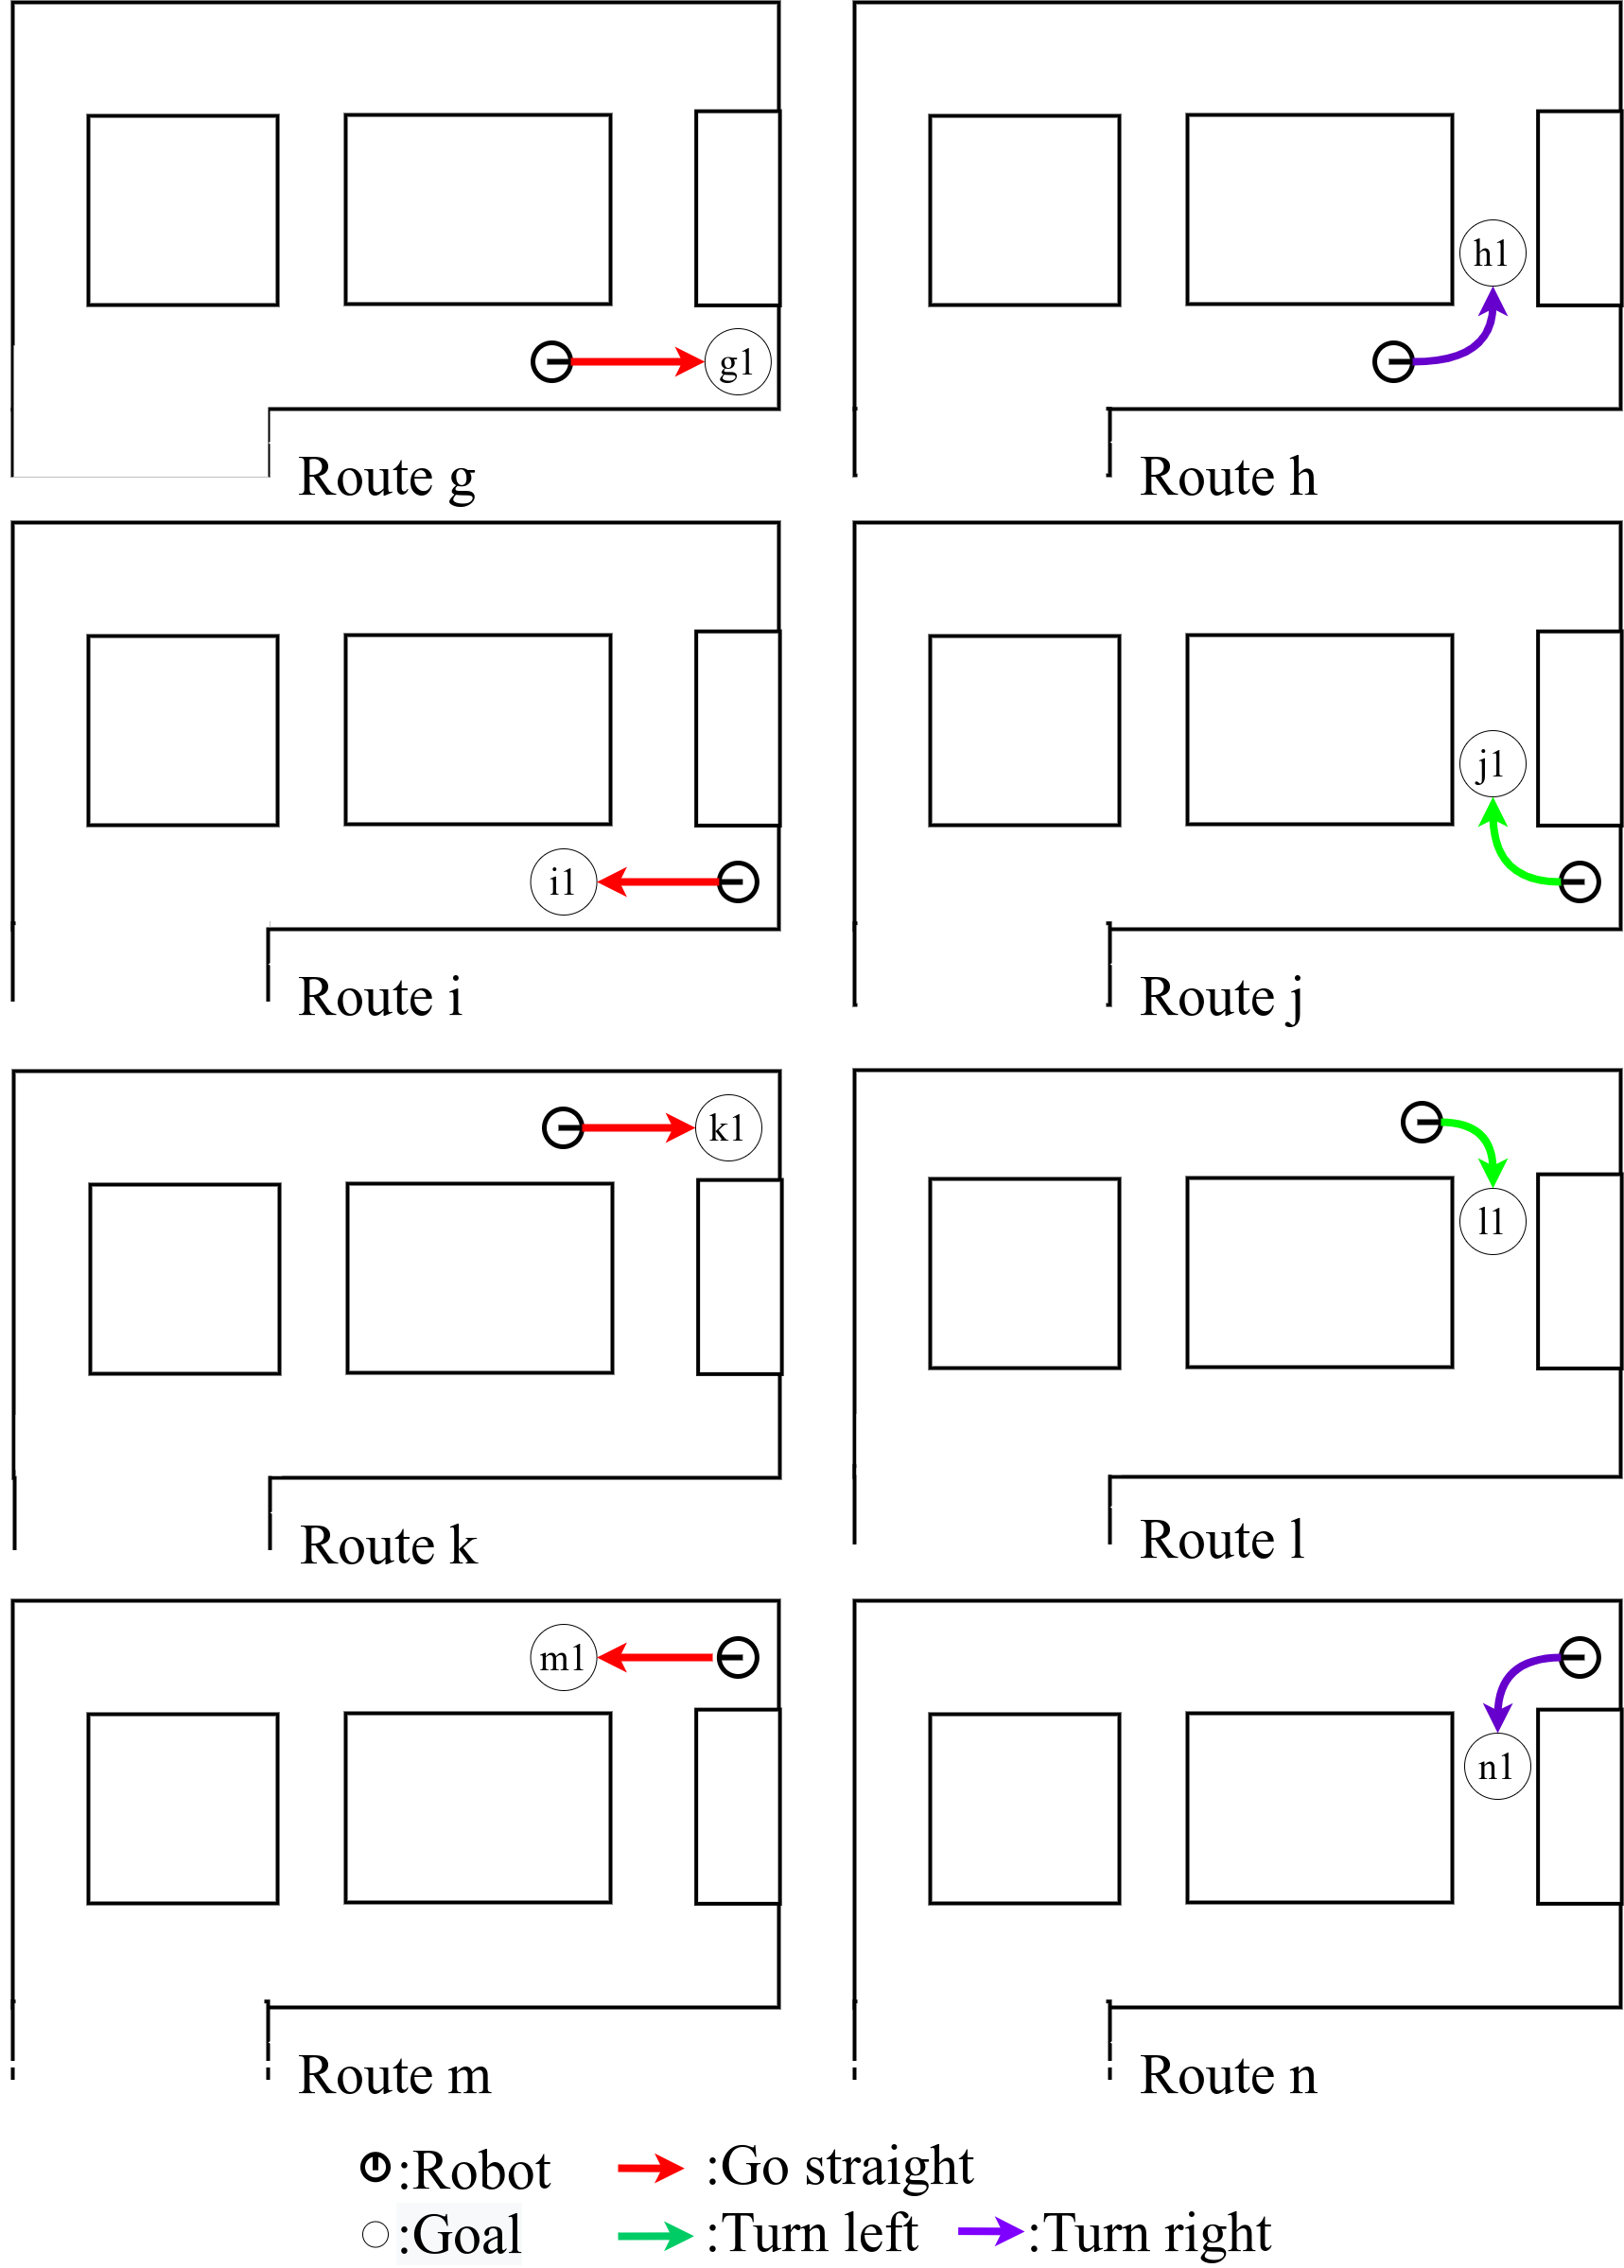 g1
h1
Route g
Route h
i1
j1
Route i
Route j
k1
l1
Route k
Route l
m1
n1
Route m
Route n
:Robot :Go straight
:Goal :Turn left :Turn right